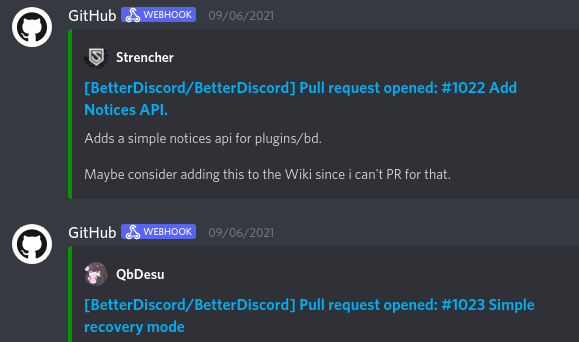 GitHub WEBHOOK 09/06/2021
Strencher
[BetterDiscord/BetterDiscord] Pull request opened: #1022 Add
Notices API.
Adds a simple notices api for plugins/bd.
Maybe consider adding this to the Wiki since i can't PR for that.
GitHub WEBHOOK 09/06/2021
QbDesu
[BetterDiscord/BetterDiscord] Pull request opened: #1023 Simple
recovery mode